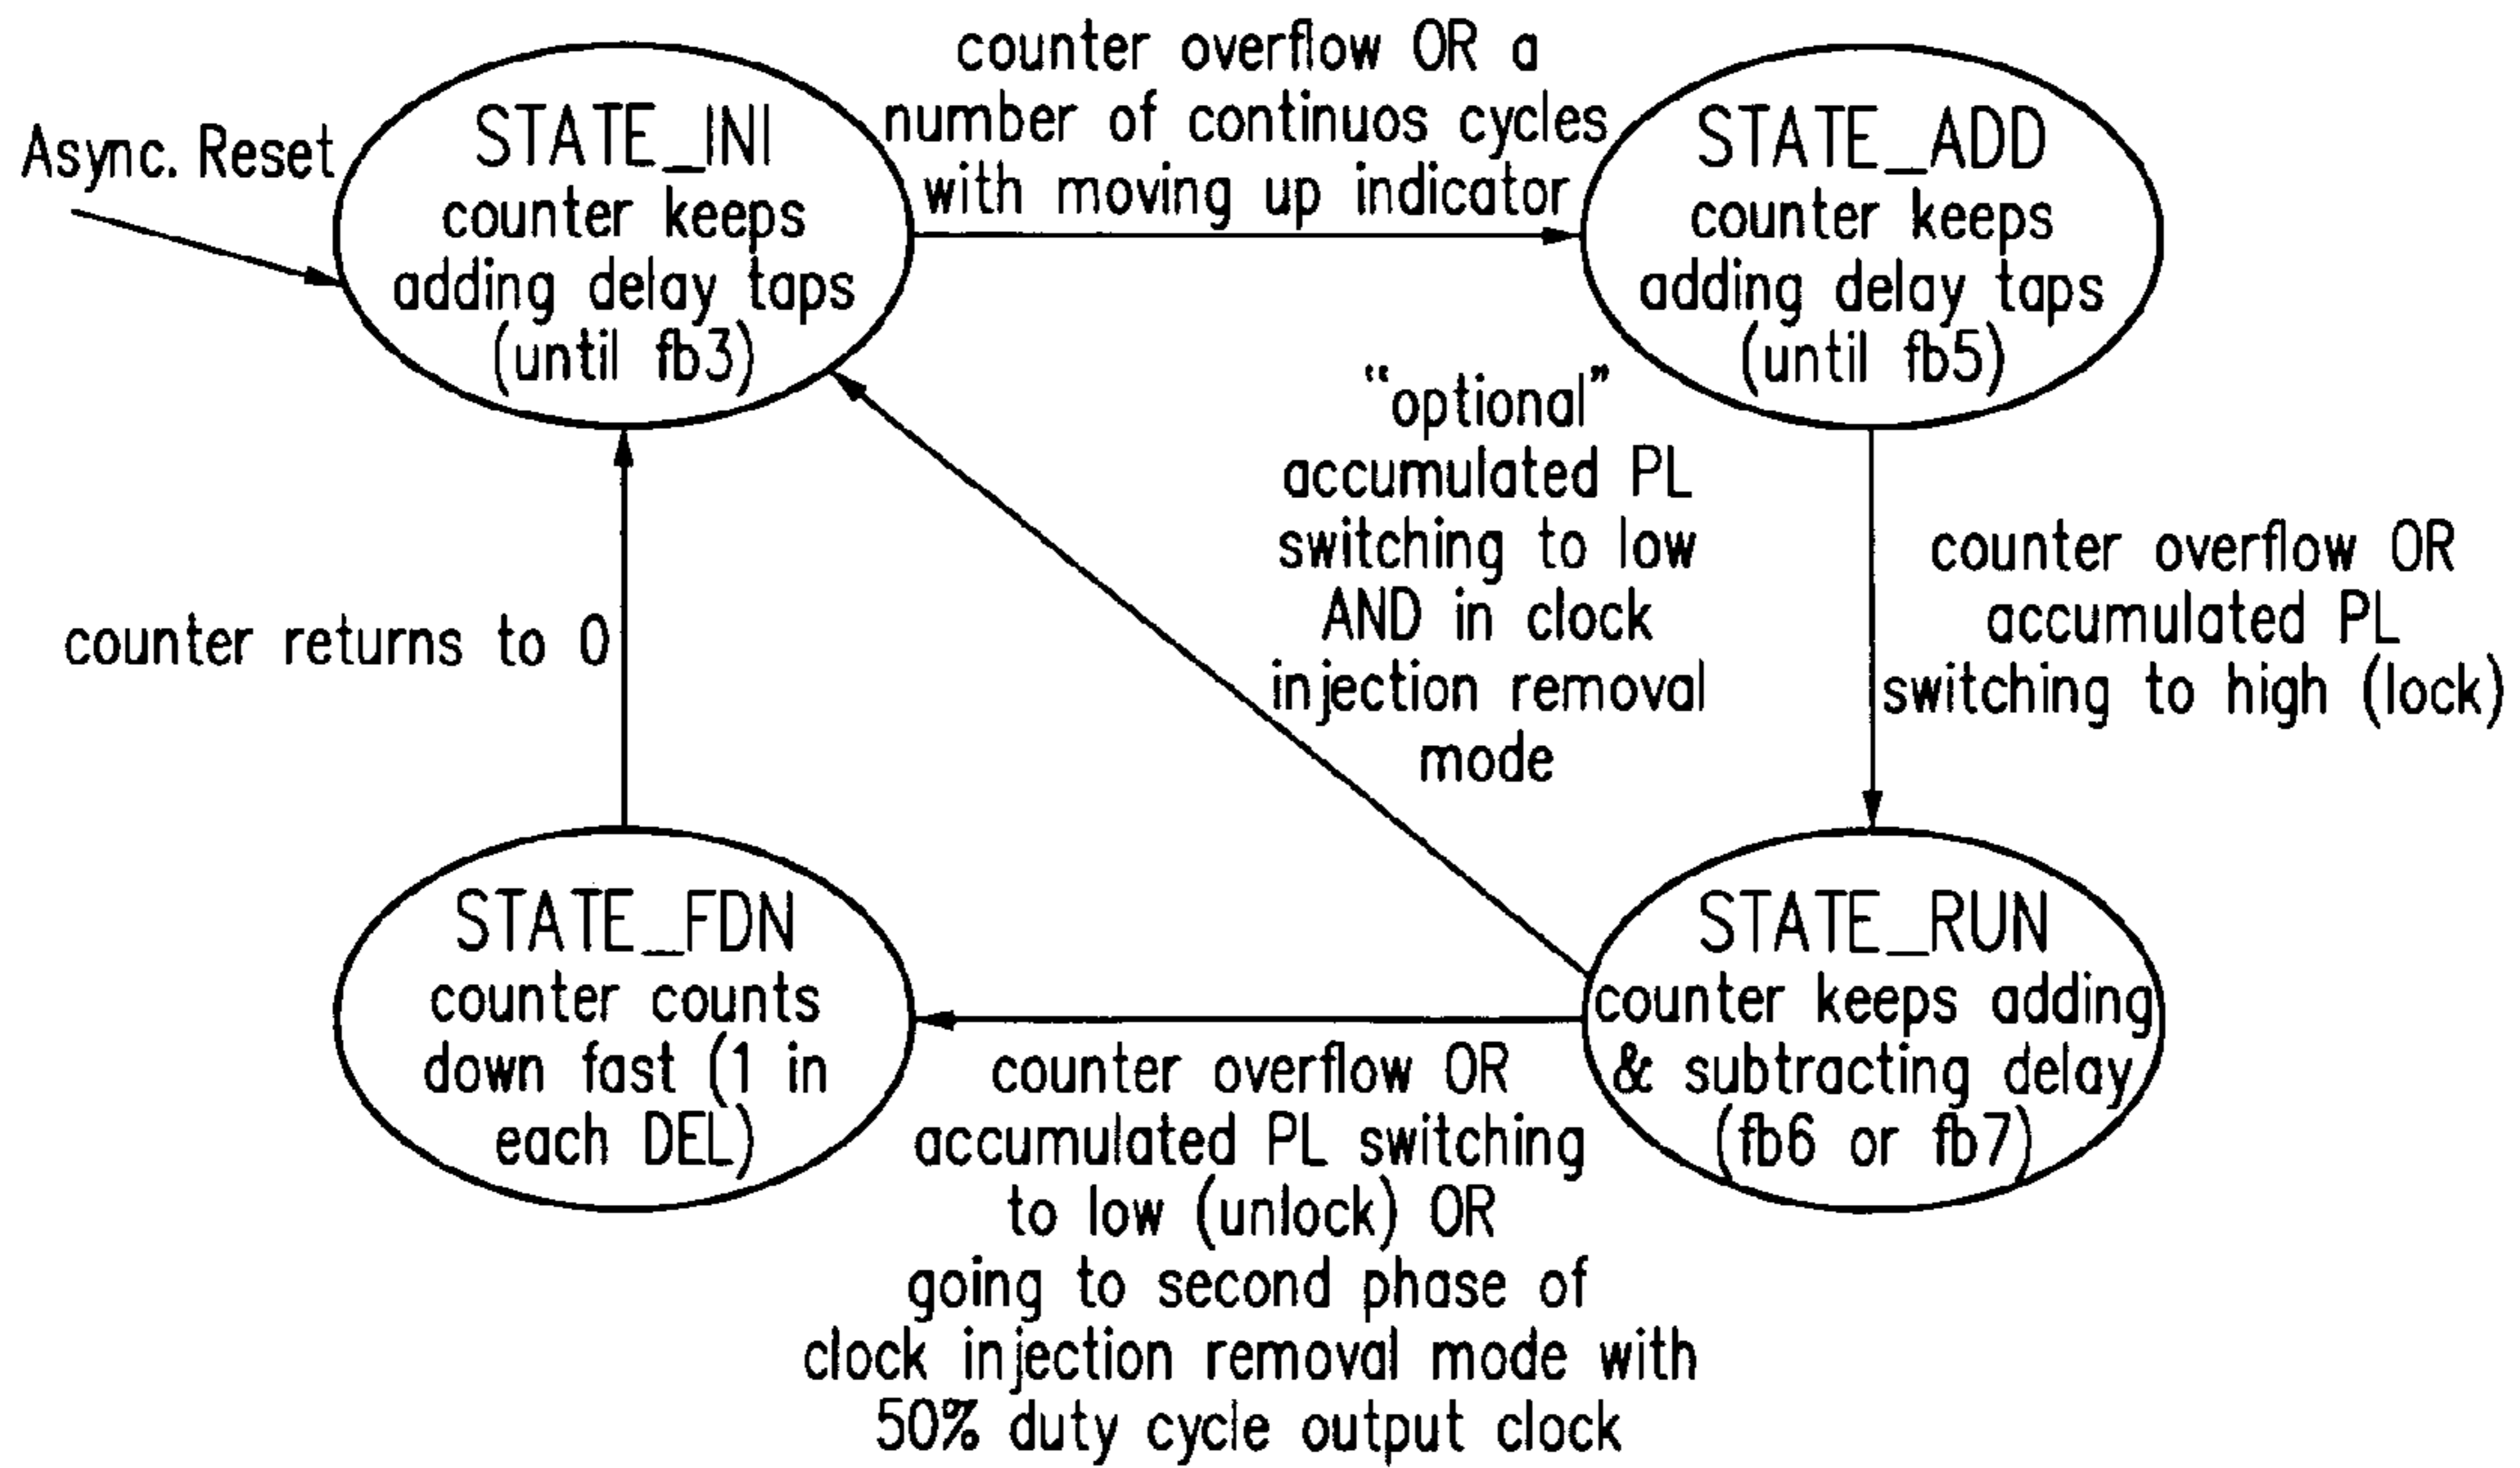 Async. Reset
STATE_INI
counter keeps
adding delay taps
(until fb3)
counter overflow OR a
number of continuos cycles
with moving up indicator
STATE_ADD
counter keeps
adding delay taps
(until fb5)
“optional”
accumulated PL
switching to low
AND in clock
injection removal
mode
counter overflow OR
accumulated PL
switching to high (lock)
counter returns to 0
STATE_FDN
counter counts
down fast (1 in
each DEL)
STATE_RUN
counter keeps adding
& subtracting delay
(fb6 or fb7)
counter overflow OR
accumulated PL switching
to low (unlock) OR
going to second phase of
clock injection removal mode with
50% duty cycle output clock